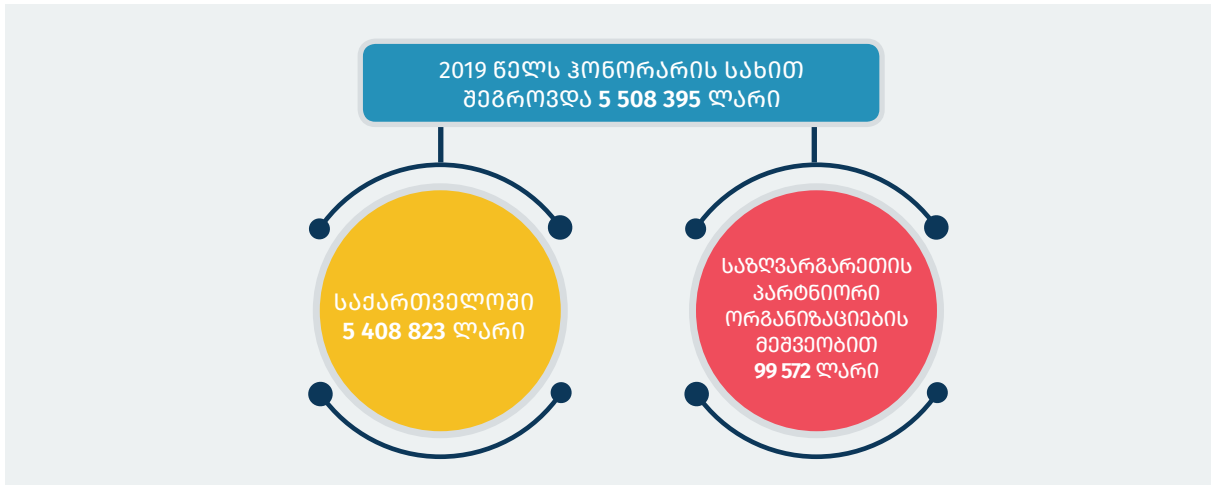 2019 წელს ჰონორარის სახით
შეგროვდა 5 508 395 ლარი
საქართველოში
5 408 823 ლარი
საზღვარგარეთის
პარტნიორი
ორგანიზაციების
მეშვეობით
99 572 ლარი